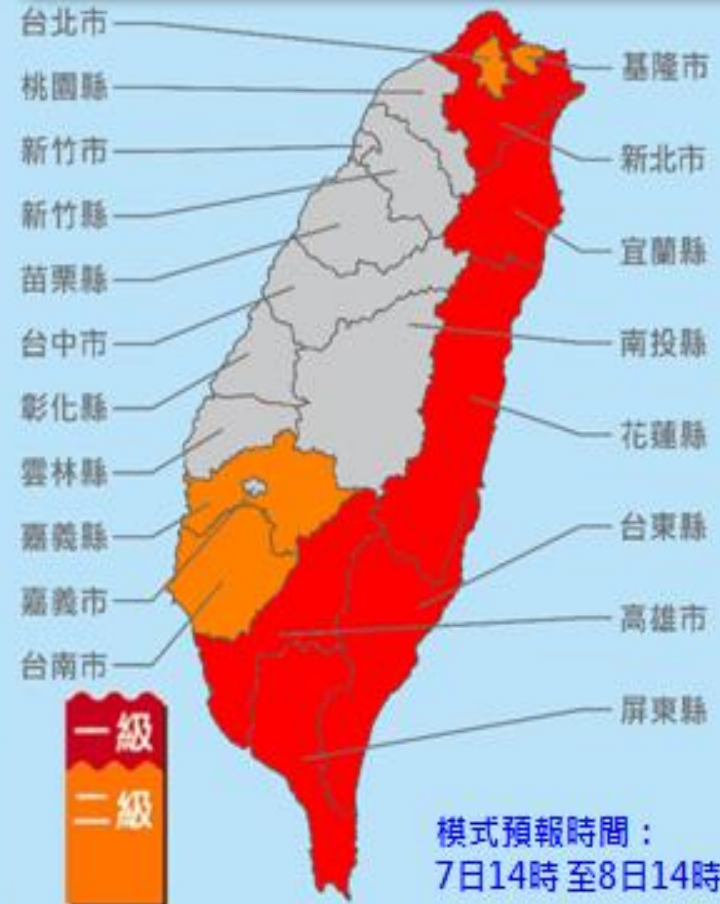 台北市
桃園縣
新竹市
新竹縣
苗栗縣
台中市
彰化縣
雲林縣
嘉義縣
嘉義市
台南市
基隆市
新北市
宜蘭縣
南投縣
花蓮縣
台東縣
高雄市
屏東縣
一級
二級
模式預報時間：
7日14時 至8日14時